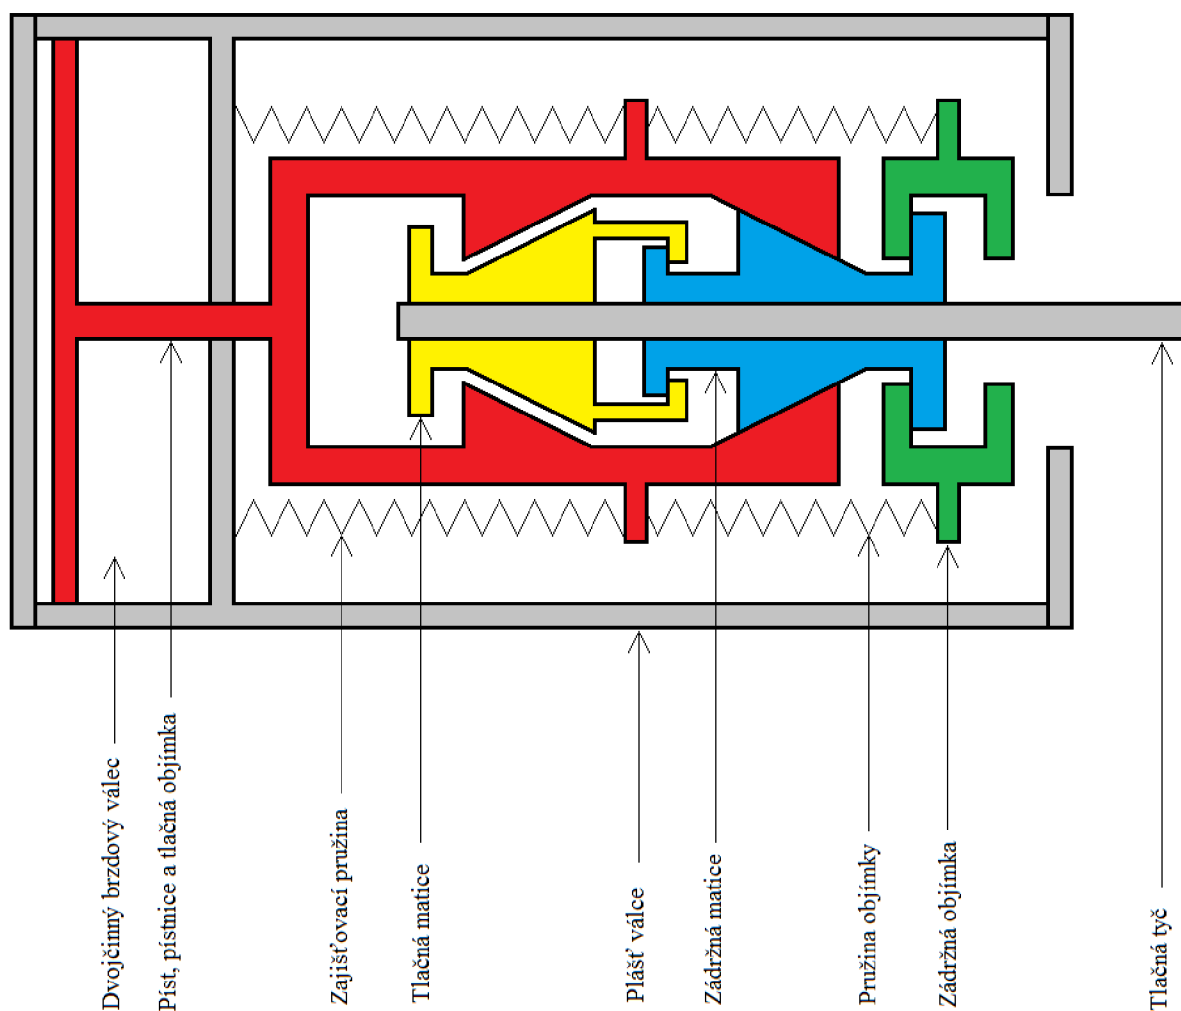 Dvojčinný brzdový válec
Píst, pístnice a tlačná objímka
Zajišťovací pružina
Tlačná matice
Plášť válce
Zádržná matice
Pružina objímky
Zádržná objímka
Tlačná tyč